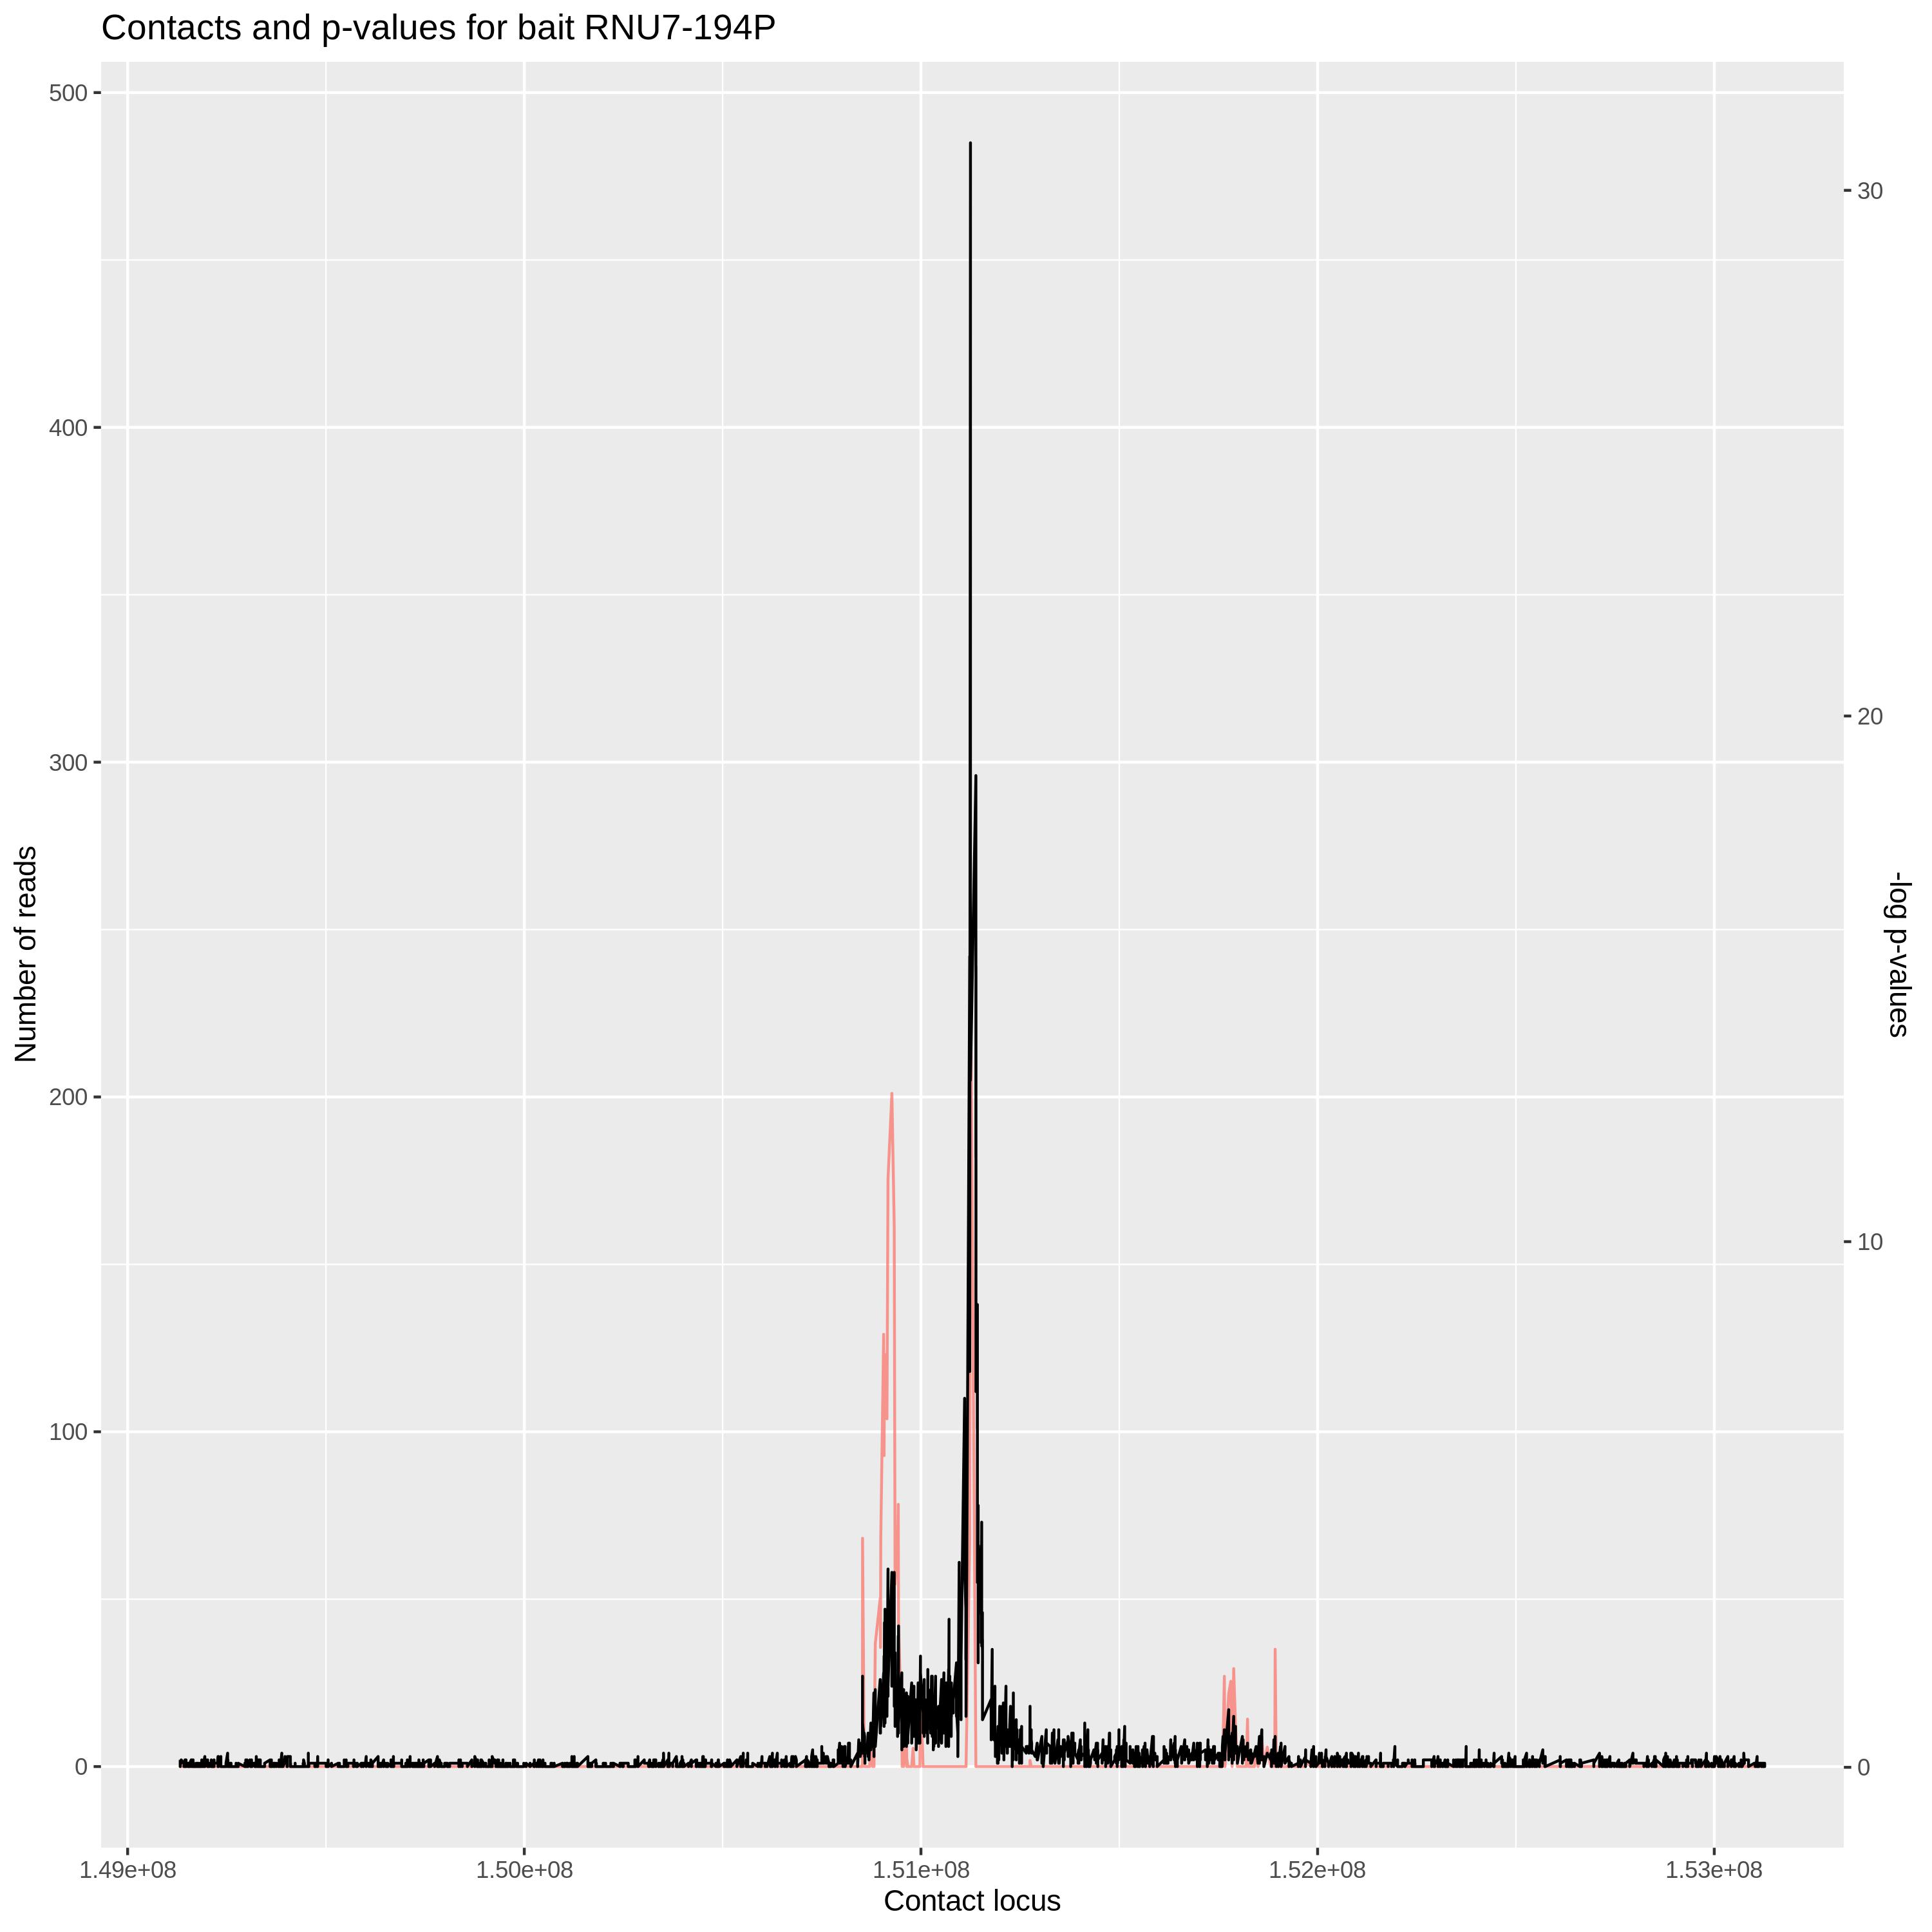 Contacts and p-values for bait RNU7-194P
500
400
300
200
100
0
Number of reads
30
20
10
0
-log p-values
1.49e+08
1.50e+08
1.51e+08
1.52e+08
1.53e+08
Contact locus